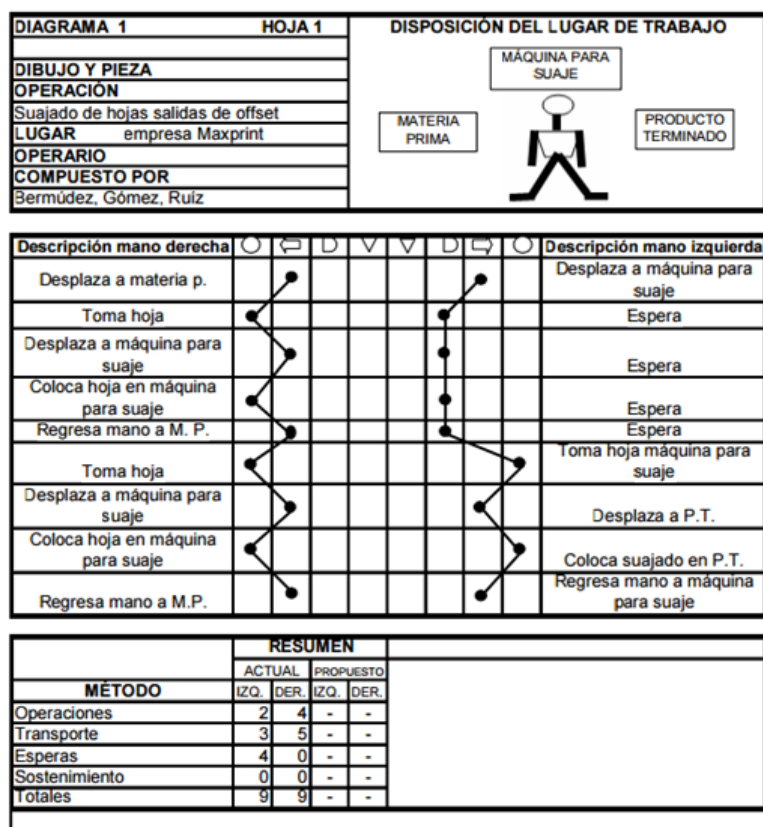 DIAGRAMA 1 HOJA 1
DIBUJO Y PIEZA
OPERACIÓN
Suajado de hojas salidas de offset
LUGAR empresa Maxprint
OPERARIO
COMPUESTO POR
Bermúdez, Gómez, Ruíz
DISPOSICIÓN DEL LUGAR DE TRABAJO
MÁQUINA PARA
SUAJE
MATERIA
PRIMA
PRODUCTO
TERMINADO
Descripción mano derecha D D Descripción mano izquierda
Desplaza a materia p.
Desplaza a máquina para
suaje
Toma hoja Espera
Desplaza a máquina para
suaje
Espera
Coloca hoja en máquina
para suaje
Espera
Regresa mano a M. P. Espera
Toma hoja
Toma hoja máquina para
suaje
Desplaza a máquina para
suaje
Desplaza a P.T.
Coloca hoja en máquina
para suaje
Coloca suajado en P.T.
Regresa mano a M.P.
Regresa mano a máquina
para suaje
RESUMEN
ACTUAL PROPUESTO
MÉTODO IZQ. DER. IZQ. DER.
Operaciones 2 4 - -
Transporte 3 5 - -
Esperas 4 0 - -
Sostenimiento 0 0 - -
Totales 9 9 - -